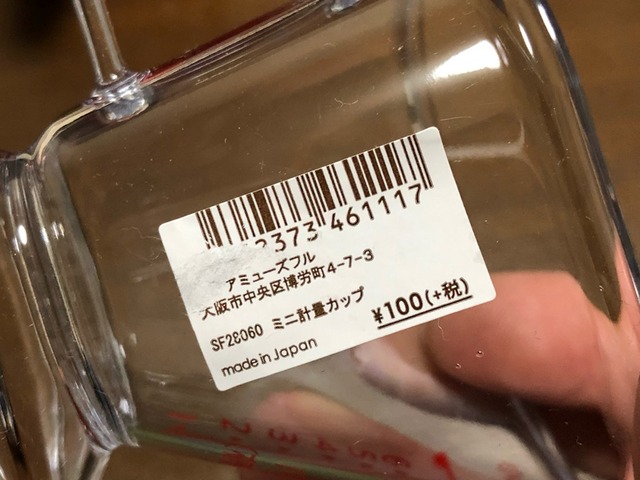 373 461117
アミューズフル
大阪市中央区博労町4-7-3
SF28060 ミニ計量カップ
¥100(+税)
made in Japan